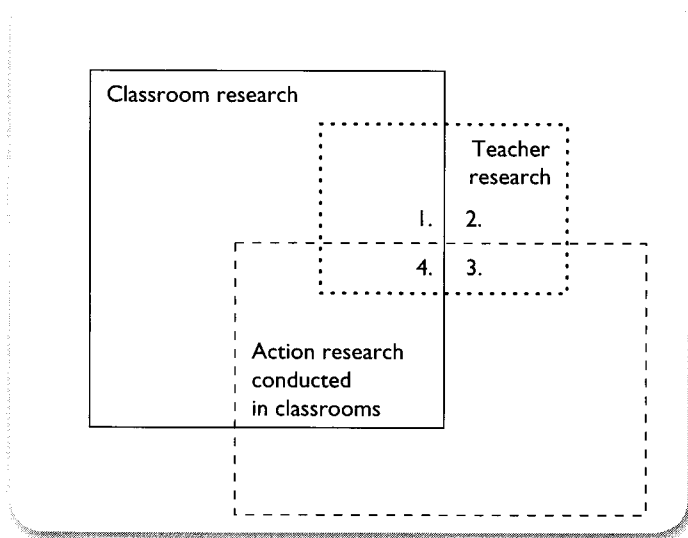 Classroom research
Teacher
research
1. 2.
4. 3.
Action research
conducted
in classrooms